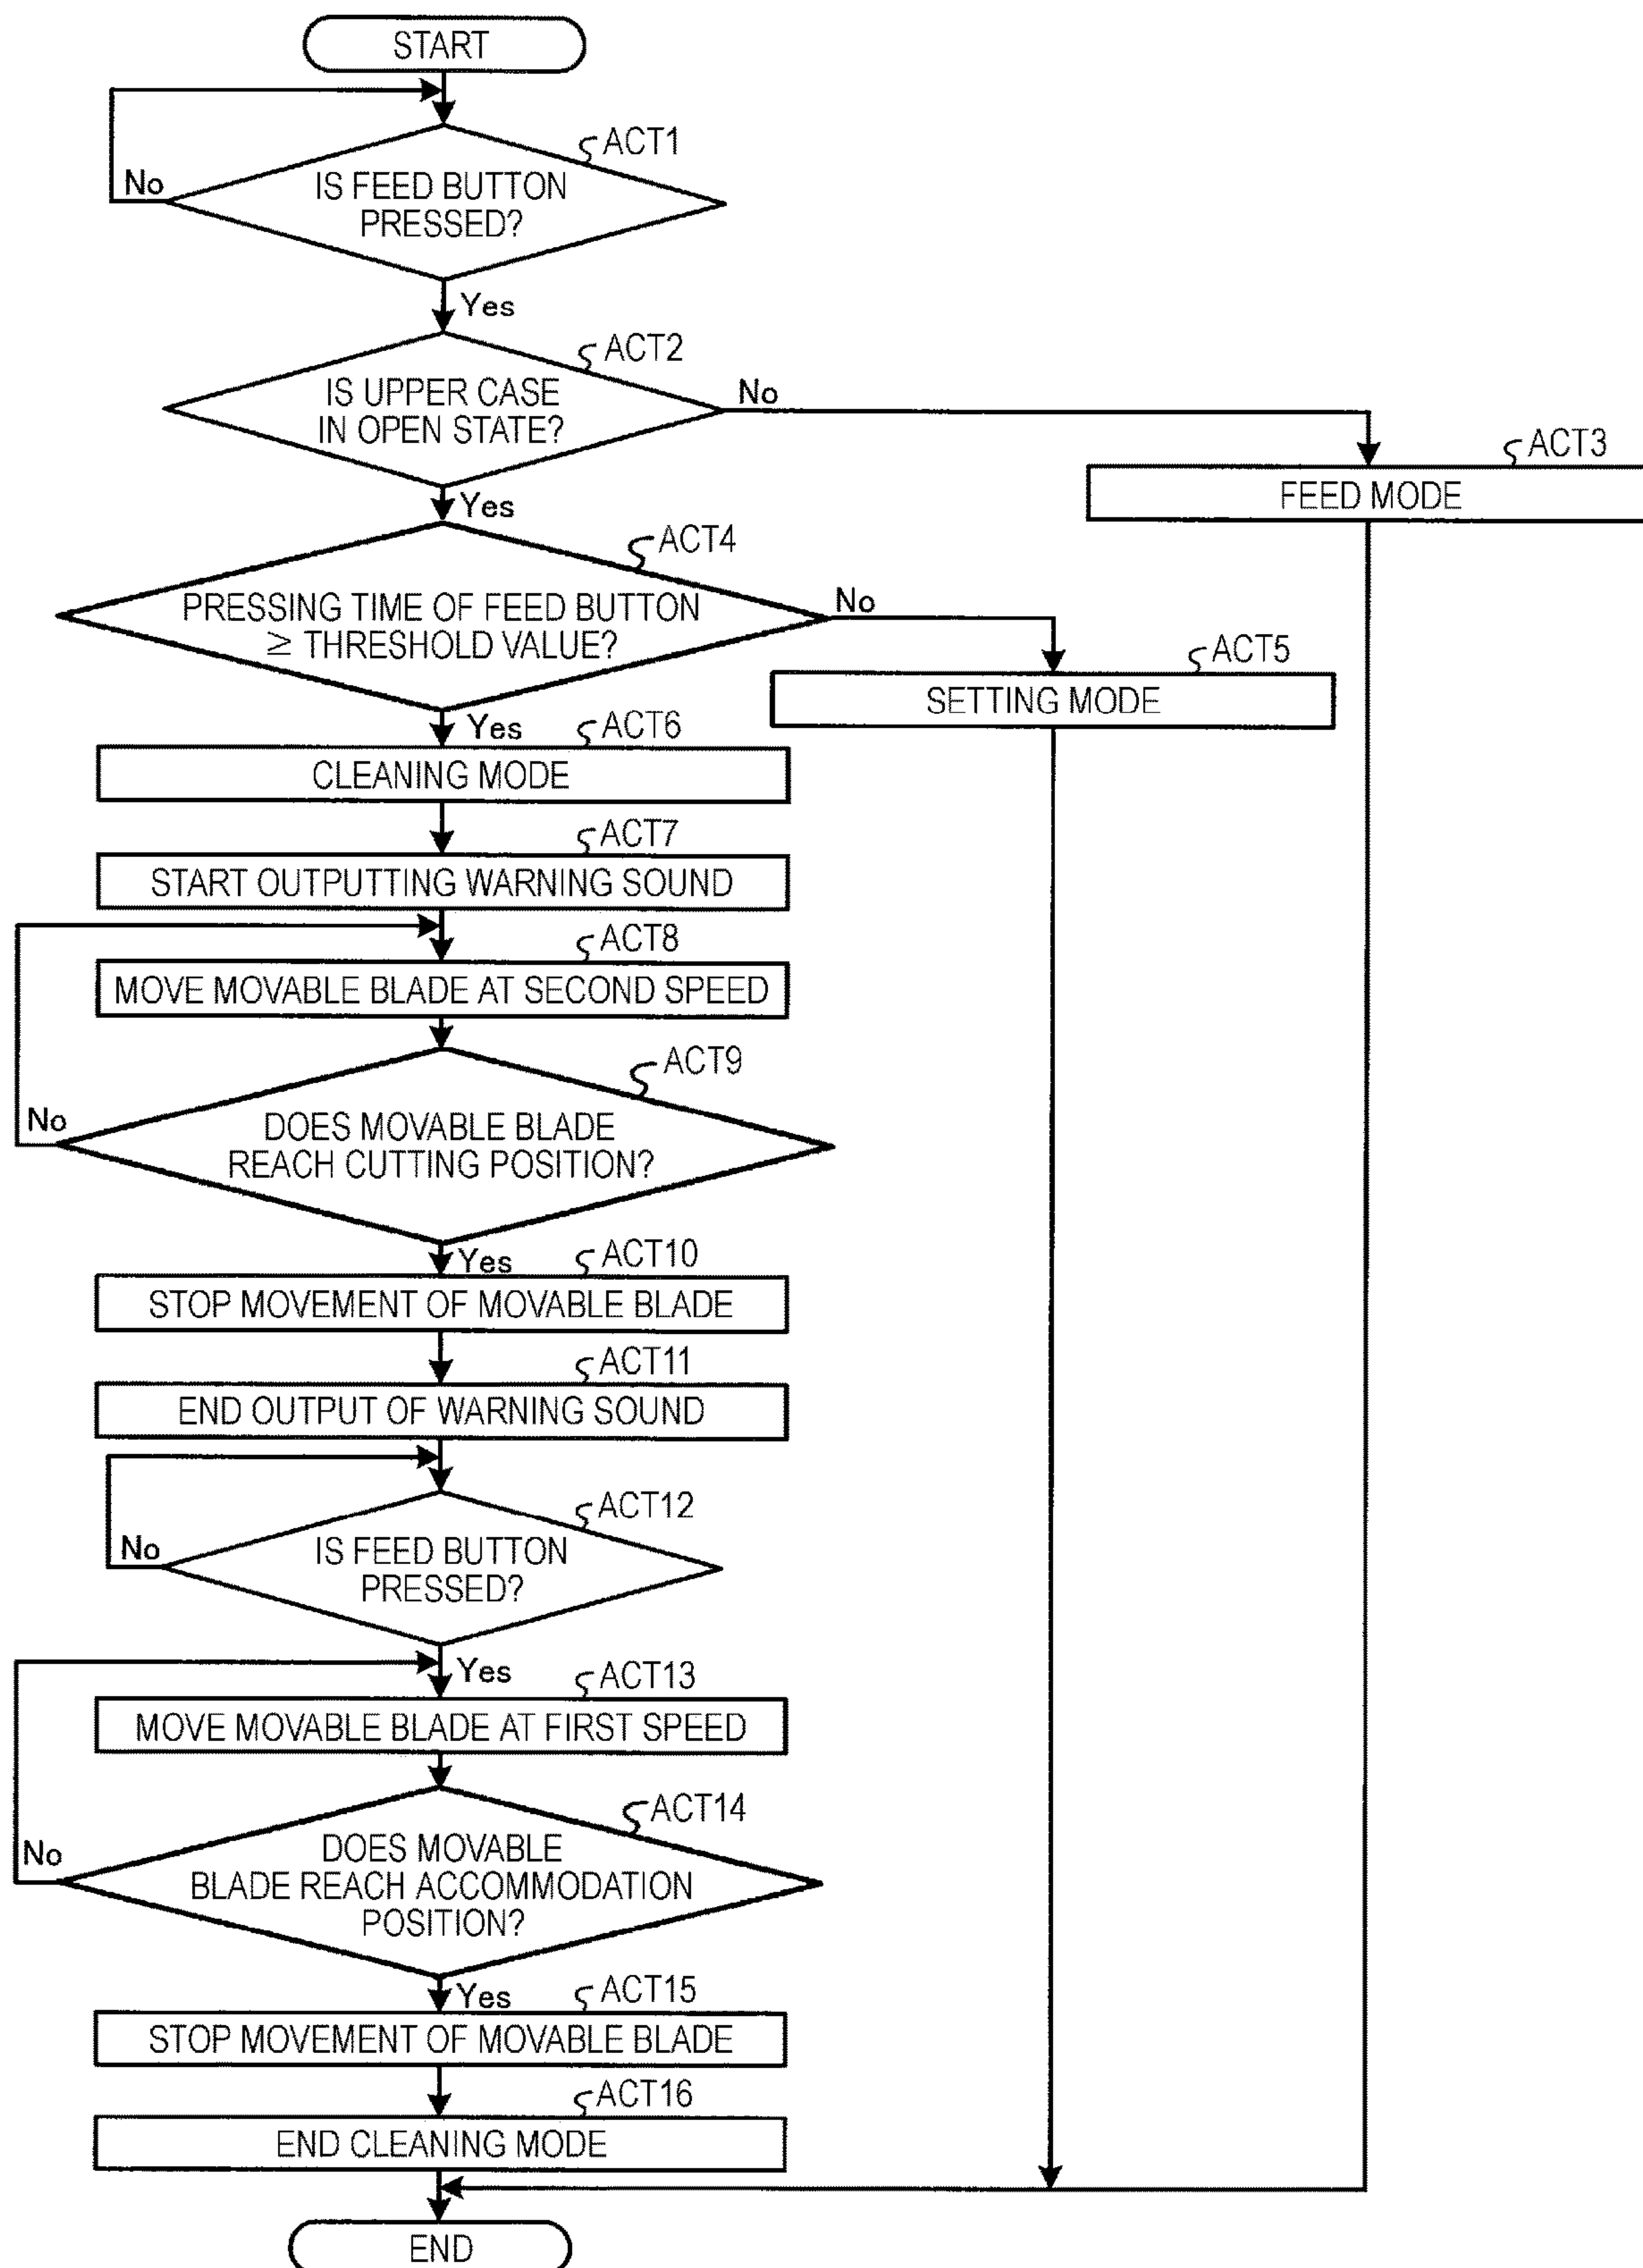 START
ACT1
No
IS FEED BUTTON
PRESSED?
Yes
ACT2
IS UPPER CASE
IN OPEN STATE?
No
ACT3
FEED MODE
Yes
ACT4
PRESSING TIME OF FEED BUTTON
≥ THRESHOLD VALUE?
No
ACT5
SETTING MODE
Yes
ACT6
CLEANING MODE
ACT7
START OUTPUTTING WARNING SOUND
ACT8
MOVE MOVABLE BLADE AT SECOND SPEED
ACT9
No
DOES MOVABLE BLADE
REACH CUTTING POSITION?
Yes
ACT10
STOP MOVEMENT OF MOVABLE BLADE
ACT11
END OUTPUT OF WARNING SOUND
ACT12
No
IS FEED BUTTON
PRESSED?
Yes
ACT13
MOVE MOVABLE BLADE AT FIRST SPEED
ACT14
No
DOES MOVABLE
BLADE REACH ACCOMMODATION
POSITION?
Yes
ACT15
STOP MOVEMENT OF MOVABLE BLADE
ACT16
END CLEANING MODE
END